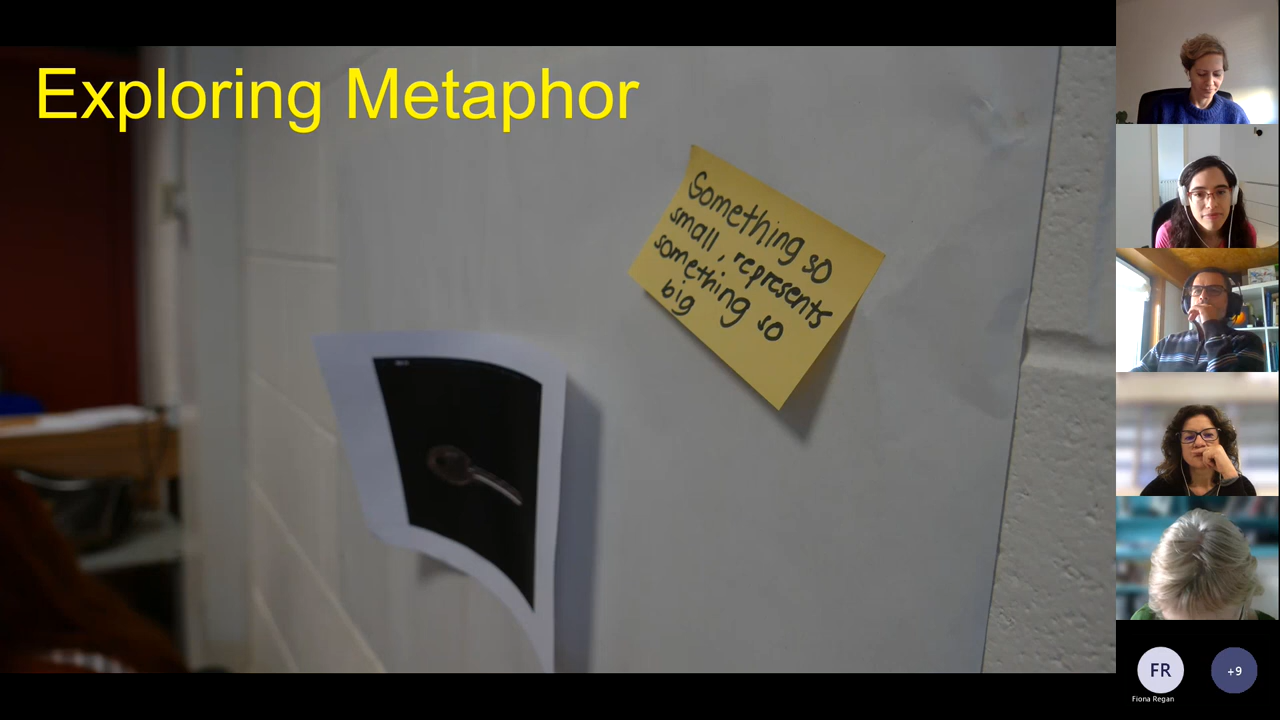 Exploring Metaphor
Something so
small, represents
something so
big
FR
Fiona Regan
+9